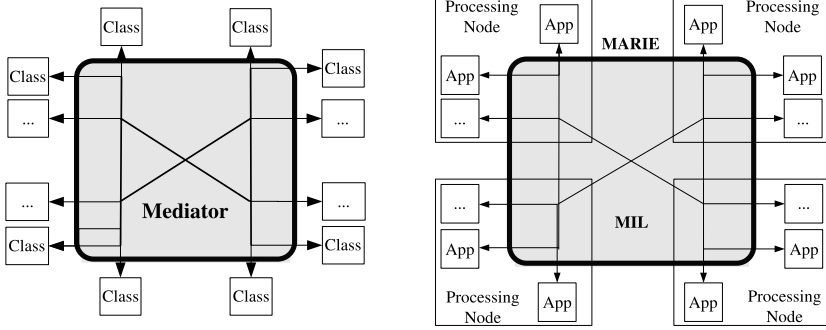 Class
Class
Class
Class
...
...
...
...
Mediator
Class
Class
Class
Class
Processing
Node
App
MARIE
App
Processing
Node
App
App
...
...
...
...
MIL
App
App
Processing
Node
App
App
Processing
Node